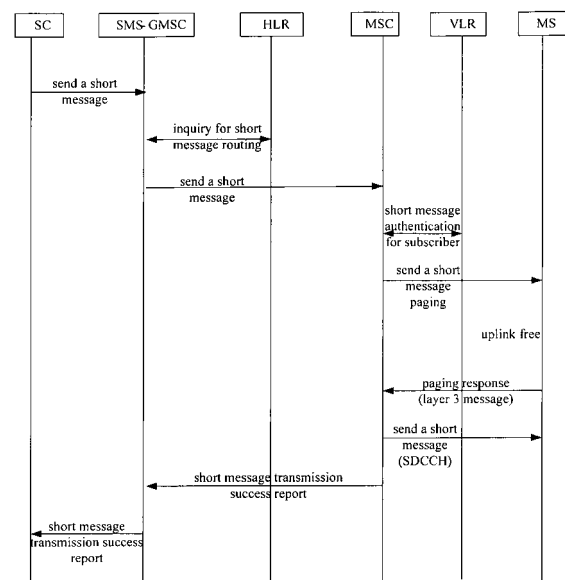 SC
SMS-GMSC
HLR
MSC
VLR
MS
send a short
message
inquiry for short
message routing
send a short
message
short message
authentication
for subscriber
send a short
message
paging
uplink free
paging response
(layer 3 message)
send a short
message
(SDCCH)
short message transmission
success report
short message
transmission success
report